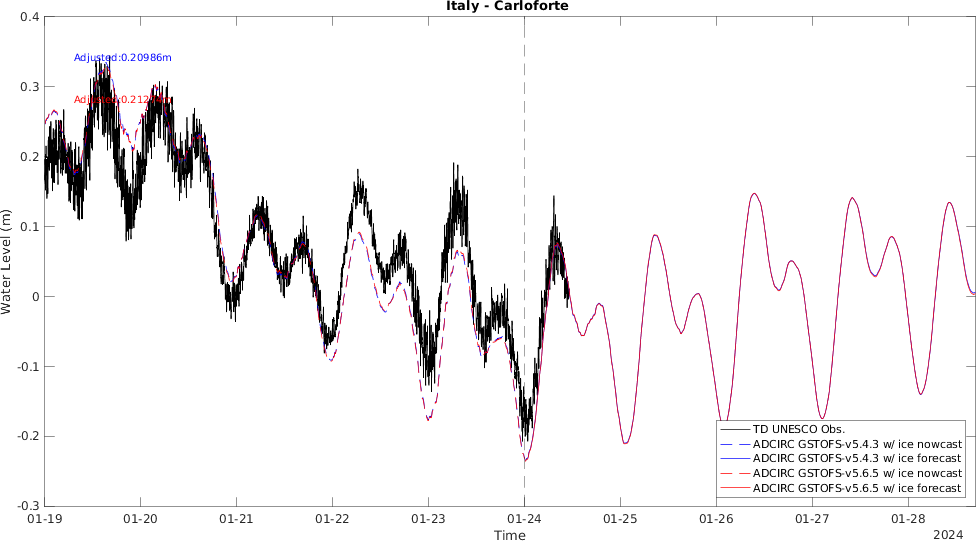 Italy - Carloforte
Adjusted:0.20986m
Water Level (m)
0.4
0.3
0.2
0.1
0
-0.1
-0.2
-0.3
TD UNESCO Obs.
ADCIRC GSTOFS-v5.4.3 w/ ice nowcast
ADCIRC GSTOFS-v5.4.3 w/ ice forecast
ADCIRC GSTOFS-v5.6.5 w/ ice nowcast
ADCIRC GSTOFS-v5.6.5 w/ ice forecast
01-19 01-20 01-21 01-22 01-23 01-24 01-25 01-26 01-27 01-28
Time
2024